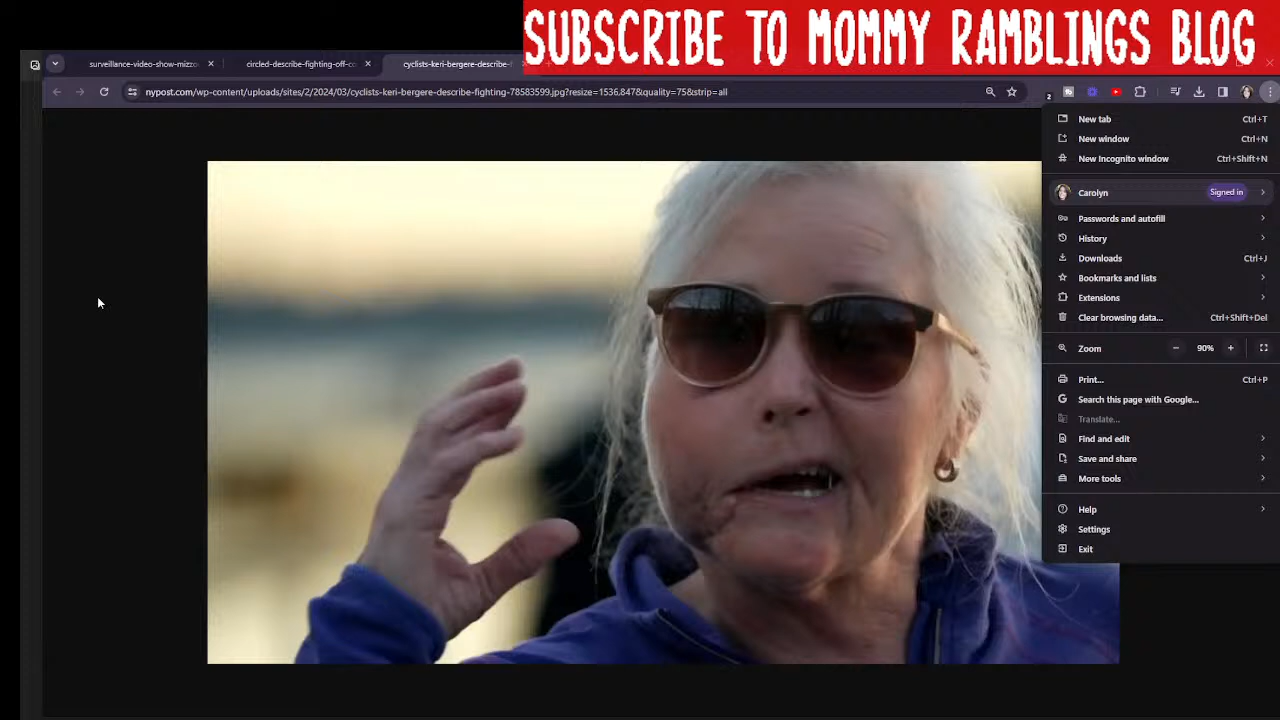 SUBSCRIBE TO MOMMY RAMBLINGS BLOG
surveillance-video-show-mizzo
circled-describe-fighting-off-co
cyclists-keri-bergere-describe-
nypost.com/wp-content/uploads/sites/2/2024/03/cyclists-keri-bergere-describe-fighting-78583599.jpg?resize=1536,847&quality=75&strip=all
2
New tab Ctrl+T
New window Ctrl+N
New Incognito window Ctrl+Shift+N
Carolyn Signed in
Passwords and autofill
History
Downloads Ctrl+J
Bookmarks and lists
Extensions
Clear browsing data... Ctrl+Shift+Del
Zoom − 90% +
Print... Ctrl+P
Search this page with Google...
Translate...
Find and edit
Save and share
More tools
Help
Settings
Exit